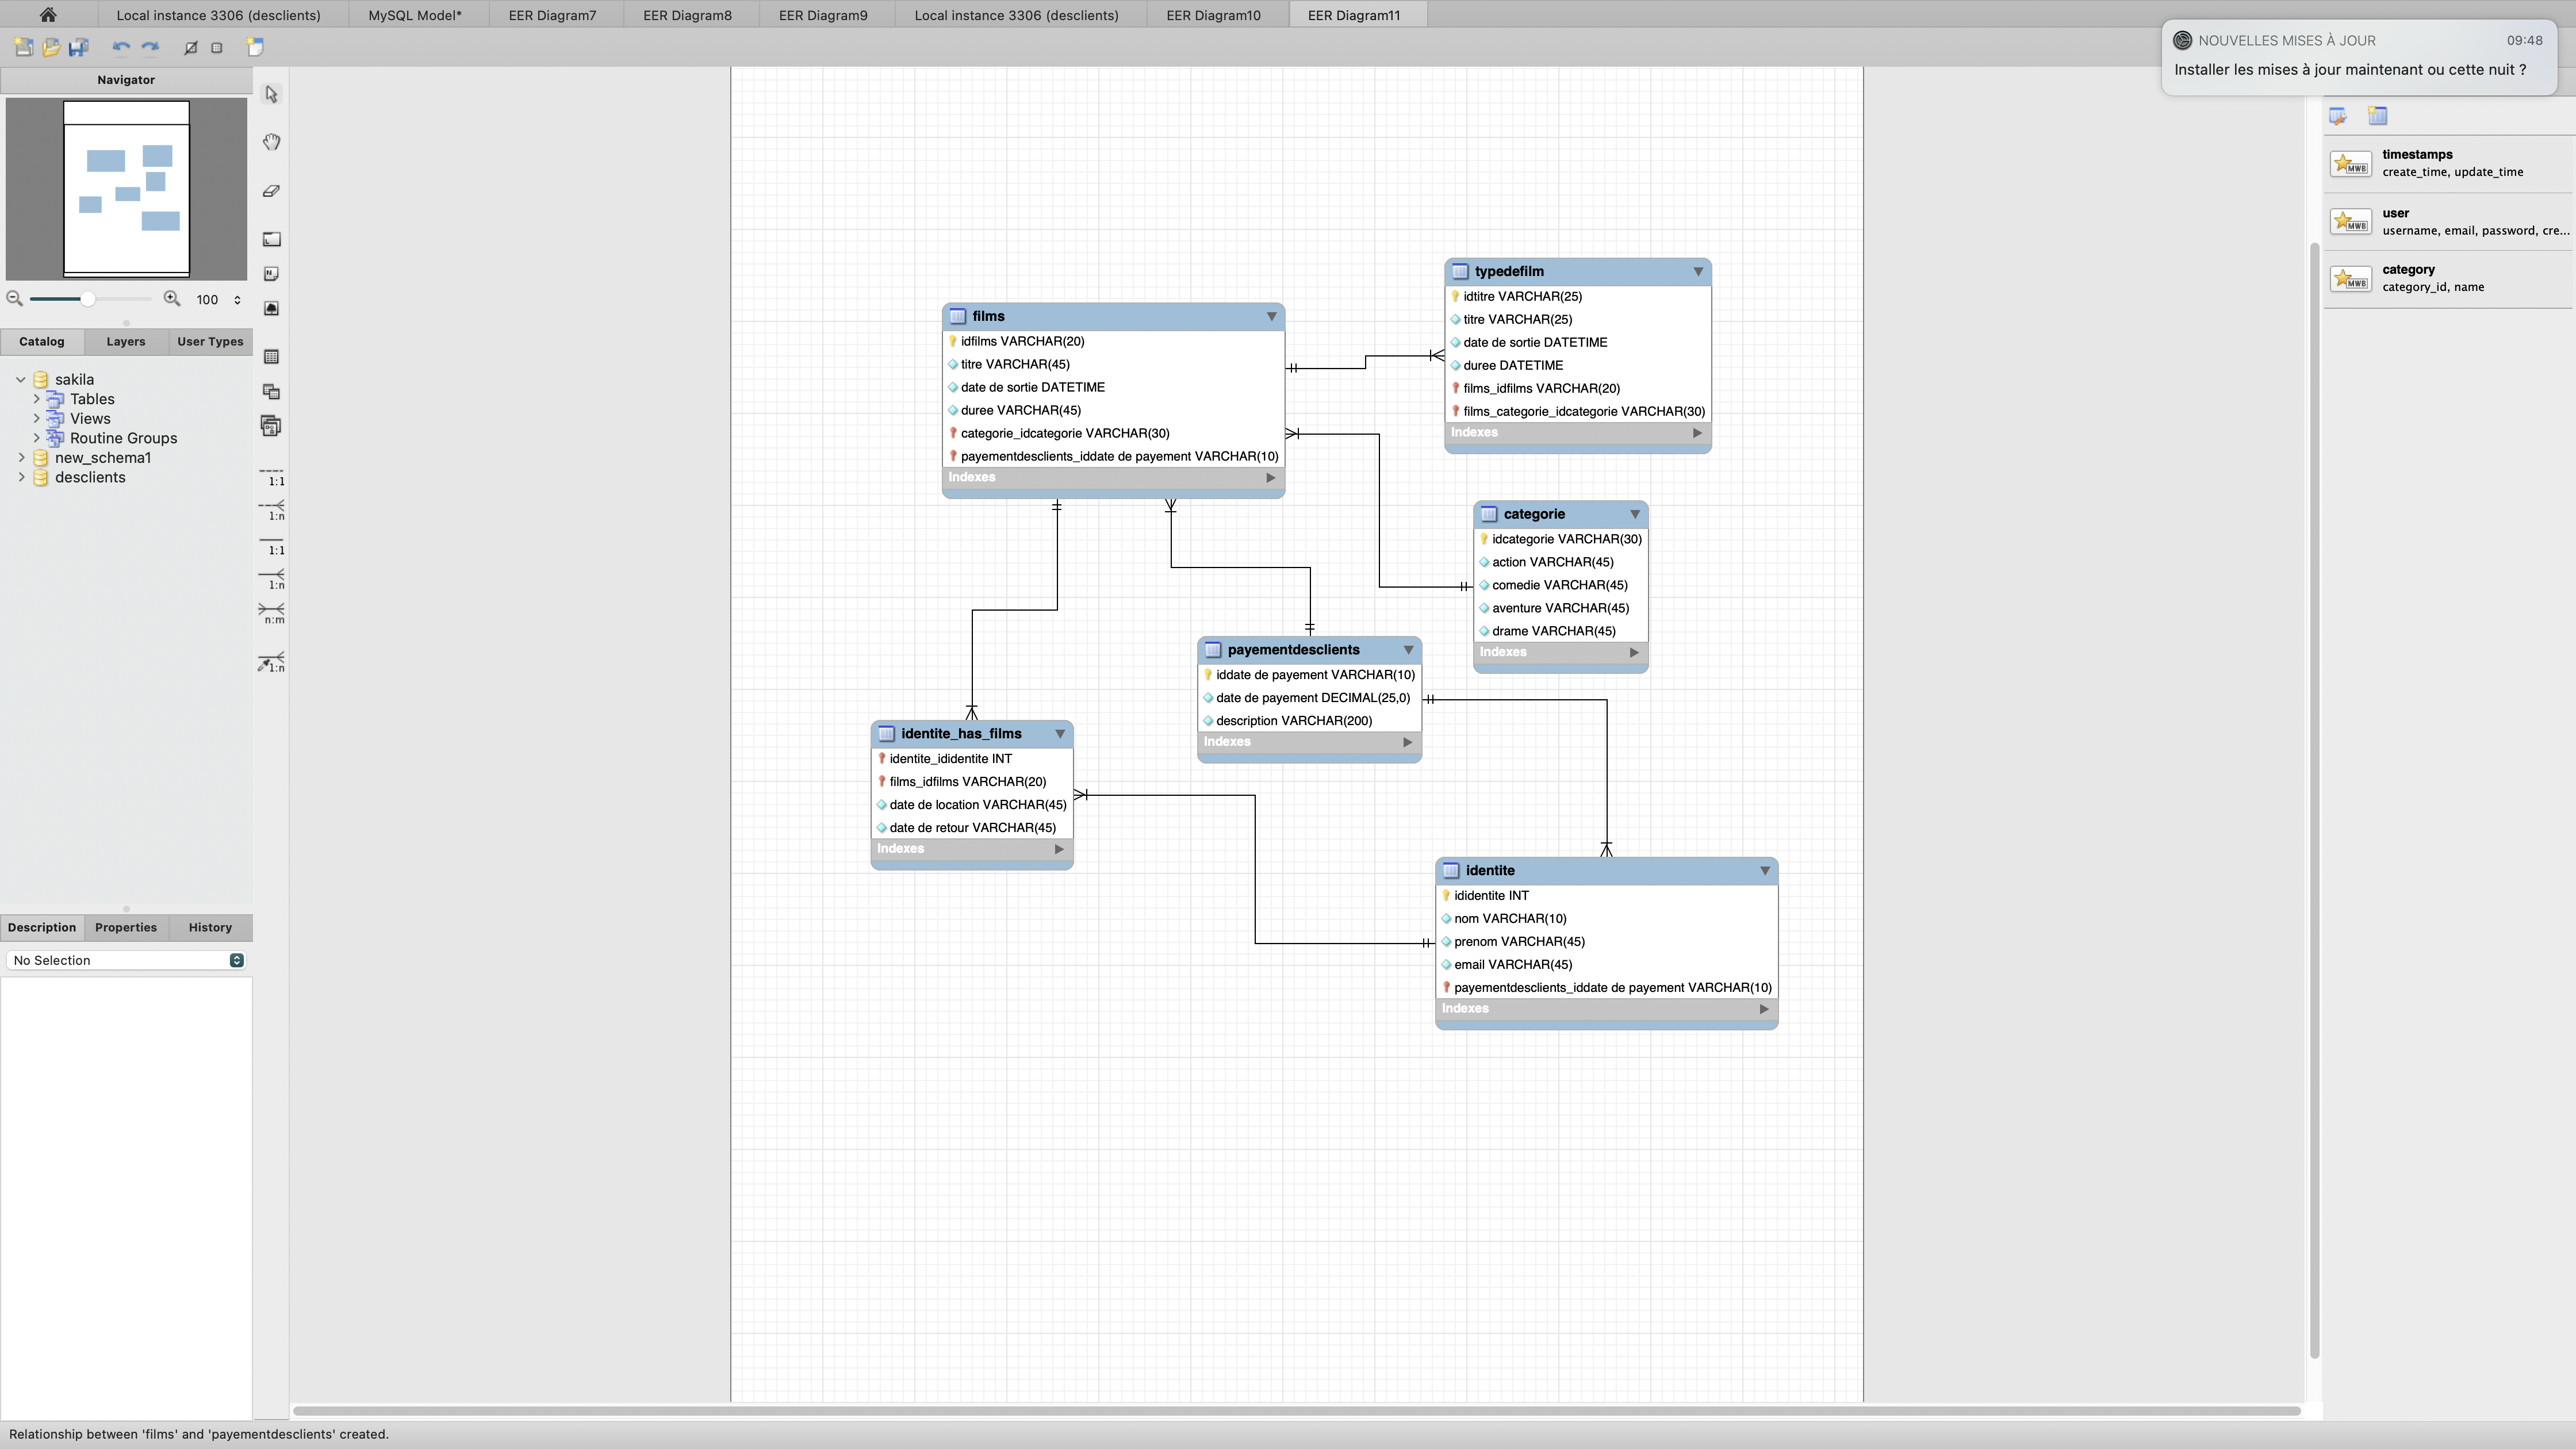 Local instance 3306 (desclients)
MySQL Model*
EER Diagram7
EER Diagram8
EER Diagram9
Local instance 3306 (desclients)
EER Diagram10
EER Diagram11
NOUVELLES MISES À JOUR
09:48
Installer les mises à jour maintenant ou cette nuit ?
Navigator
100
Catalog
Layers
User Types
sakila
Tables
Views
Routine Groups
new_schema1
desclients
Description
Properties
History
No Selection
1:1
1:n
1:1
1:n
n:m
1:n
films
idfilms VARCHAR(20)
titre VARCHAR(45)
date de sortie DATETIME
duree VARCHAR(45)
categorie_idcategorie VARCHAR(30)
payementdesclients_iddate de payement VARCHAR(10)
Indexes
typedefilm
idtitre VARCHAR(25)
titre VARCHAR(25)
date de sortie DATETIME
duree DATETIME
films_idfilms VARCHAR(20)
films_categorie_idcategorie VARCHAR(30)
Indexes
categorie
idcategorie VARCHAR(30)
action VARCHAR(45)
comedie VARCHAR(45)
aventure VARCHAR(45)
drame VARCHAR(45)
Indexes
payementdesclients
iddate de payement VARCHAR(10)
date de payement DECIMAL(25,0)
description VARCHAR(200)
Indexes
identite_has_films
identite_ididentite INT
films_idfilms VARCHAR(20)
date de location VARCHAR(45)
date de retour VARCHAR(45)
Indexes
identite
ididentite INT
nom VARCHAR(10)
prenom VARCHAR(45)
email VARCHAR(45)
payementdesclients_iddate de payement VARCHAR(10)
Indexes
MWB
timestamps
create_time, update_time
MWB
user
username, email, password, cre...
MWB
category
category_id, name
Relationship between 'films' and 'payementdesclients' created.